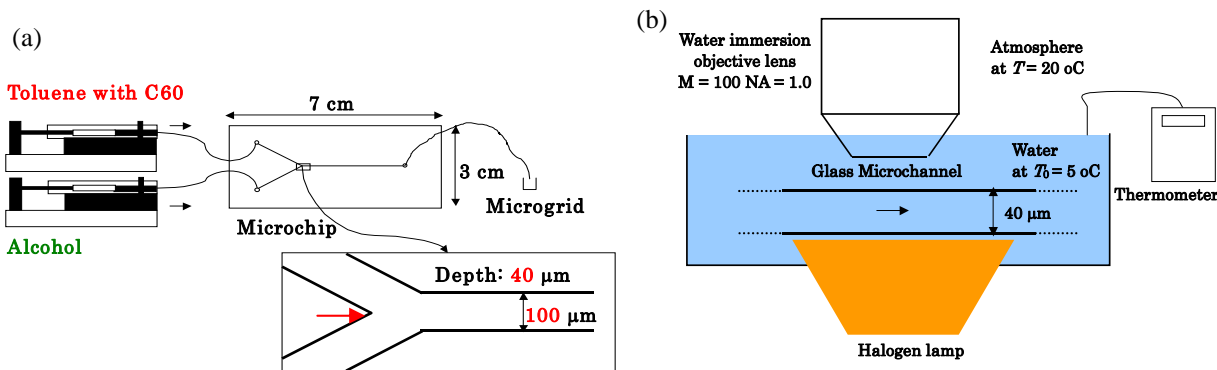 (a)
Toluene with C60
Alcohol
7 cm
3 cm
Microchip
Microgrid
Depth: 40 μm
100 μm
(b)
Water immersion
objective lens
M = 100 NA = 1.0
Atmosphere
at T = 20 oC
Glass Microchannel
Water
at T0 = 5 oC
Thermometer
40 μm
Halogen lamp